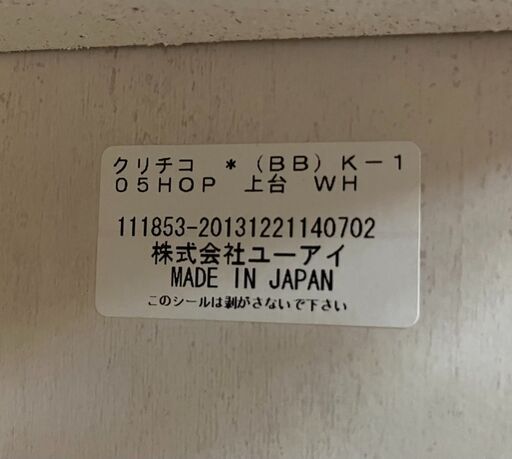 クリチコ　＊（ＢＢ）Ｋ－１
０５ＨＯＰ　上台　ＷＨ
111853-20131221140702
株式会社ユーアイ
MADE IN JAPAN
このシールは剥がさないで下さい